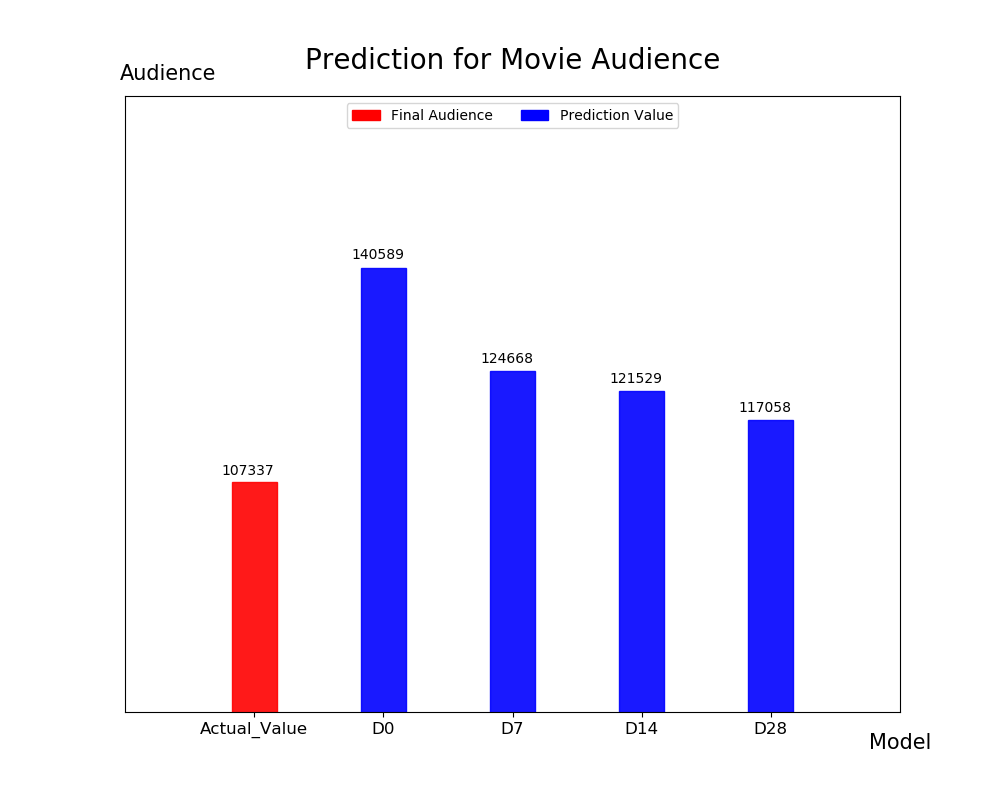 Prediction for Movie Audience
Audience
Final Audience
Prediction Value
140589
124668
121529
117058
107337
Actual_Value
D0
D7
D14
D28
Model